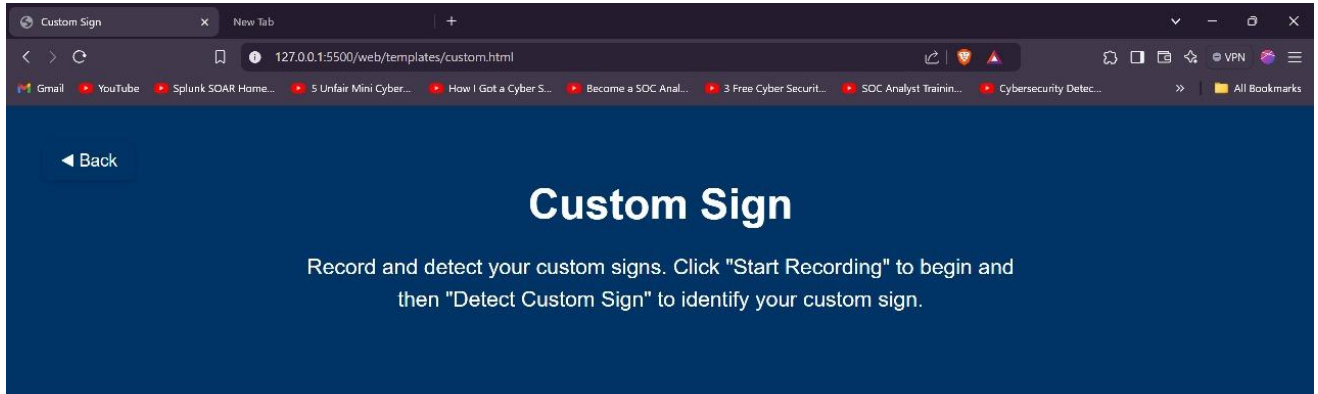 Custom Sign
New Tab
127.0.0.1:5500/web/templates/custom.html
VPN
Gmail
YouTube
Splunk SOAR Home...
5 Unfair Mini Cyber...
How I Got a Cyber S...
Become a SOC Anal...
3 Free Cyber Securit...
SOC Analyst Trainin...
Cybersecurity Detec...
All Bookmarks
Back
Custom Sign
Record and detect your custom signs. Click "Start Recording" to begin and
then "Detect Custom Sign" to identify your custom sign.